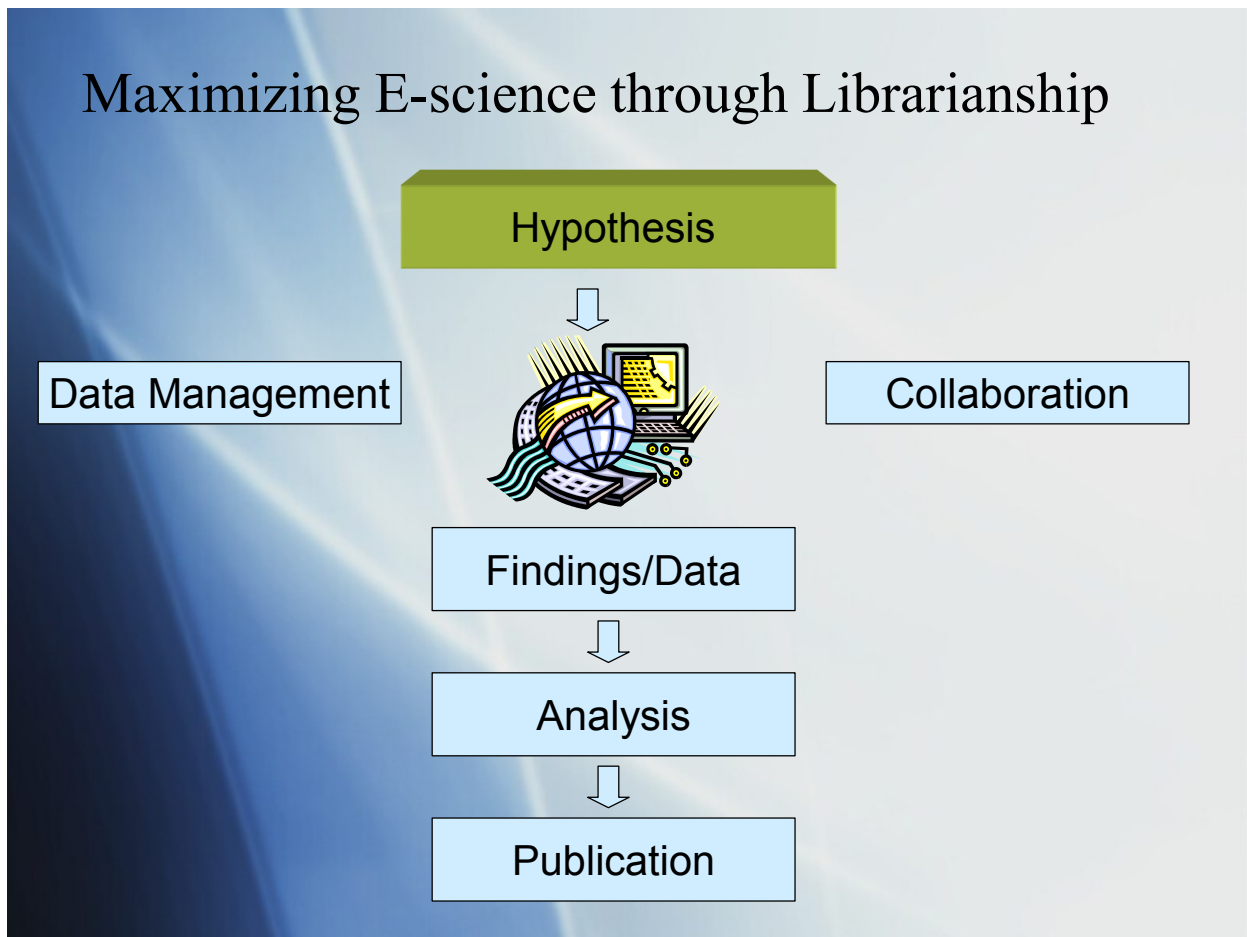 Maximizing E-science through Librarianship
Hypothesis
Data Management
Collaboration
Findings/Data
Analysis
Publication